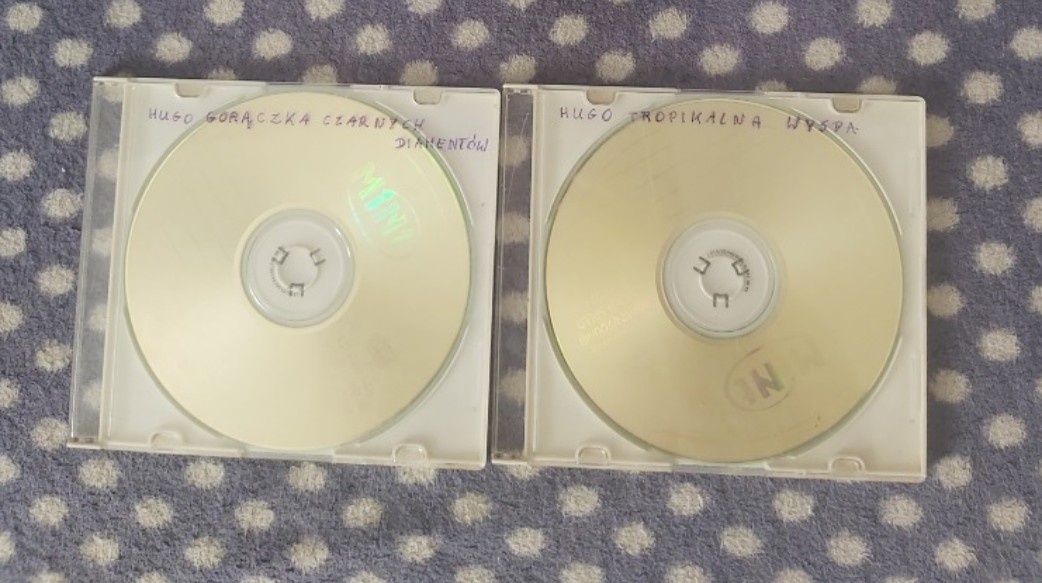 HUGO GORĄCZKA CZARNYCH
DIAMENTÓW
HUGO TROPIKALNA WYSPA